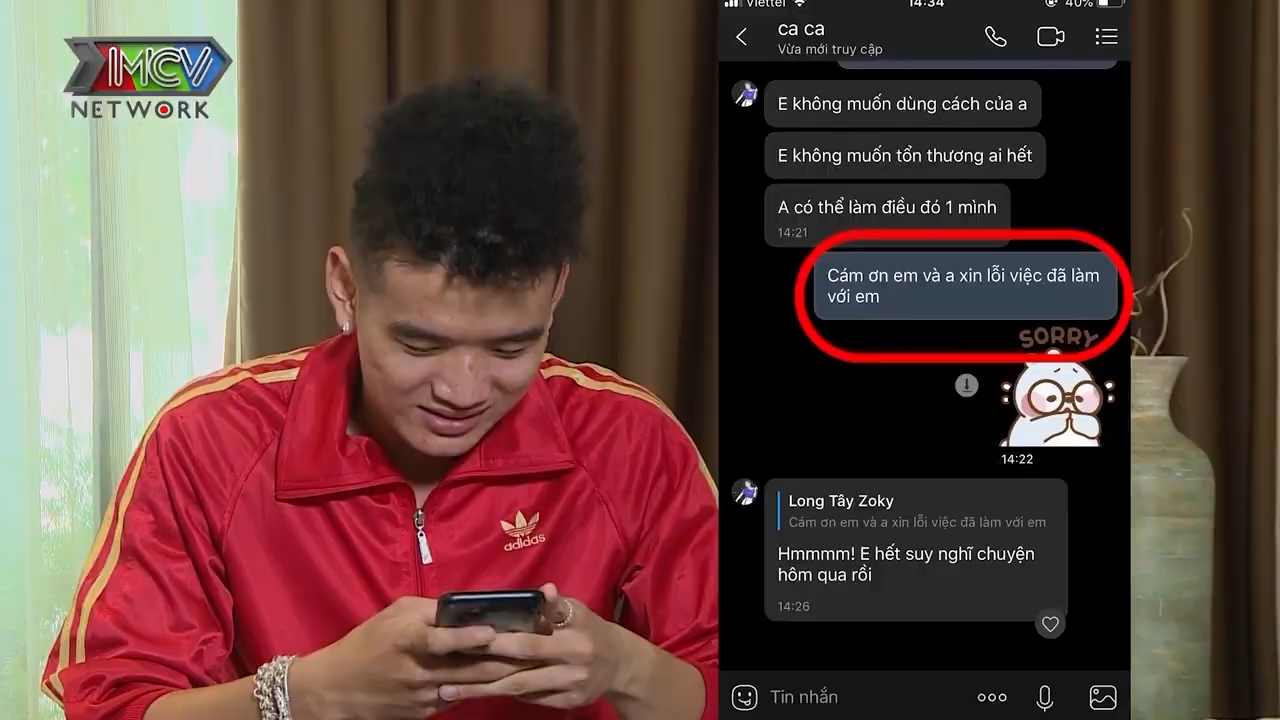 MCV
NETWORK
Viettel
14:34
40%
ca ca
Vừa mới truy cập
E không muốn dùng cách của a
E không muốn tổn thương ai hết
A có thể làm điều đó 1 mình
14:21
Cám ơn em và a xin lỗi việc đã làm
với em
SORRY
14:22
Long Tây Zoky
Cám ơn em và a xin lỗi việc đã làm với em
Hmmmm! E hết suy nghĩ chuyện
hôm qua rồi
14:26
adidas
Tin nhắn